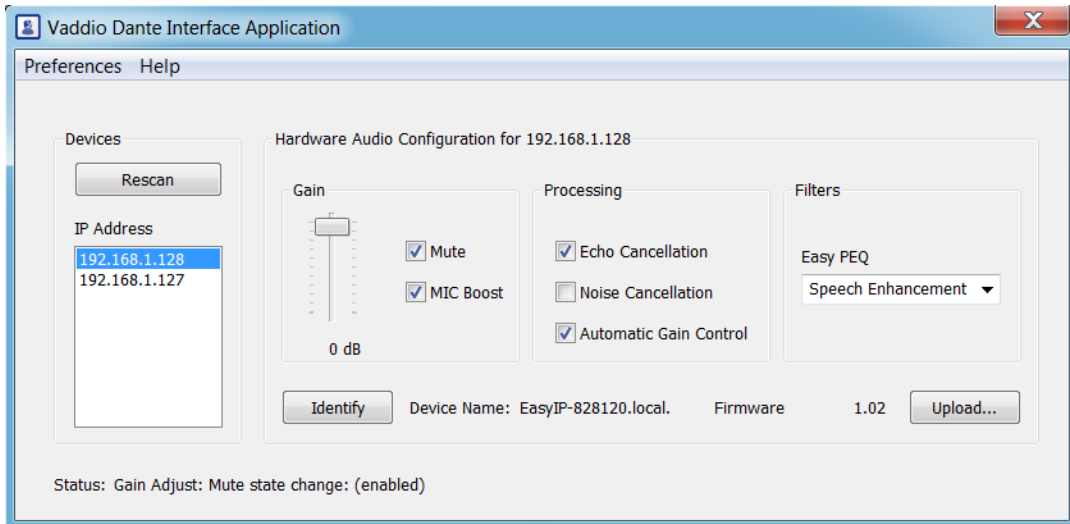 Vaddio Dante Interface Application
X
Preferences Help
Devices
Rescan
IP Address
192.168.1.128
192.168.1.127
Hardware Audio Configuration for 192.168.1.128
Gain
0 dB
Mute
MIC Boost
Processing
Echo Cancellation
Noise Cancellation
Automatic Gain Control
Filters
Easy PEQ
Speech Enhancement
Identify Device Name: EasyIP-828120.local. Firmware 1.02 Upload...
Status: Gain Adjust: Mute state change: (enabled)